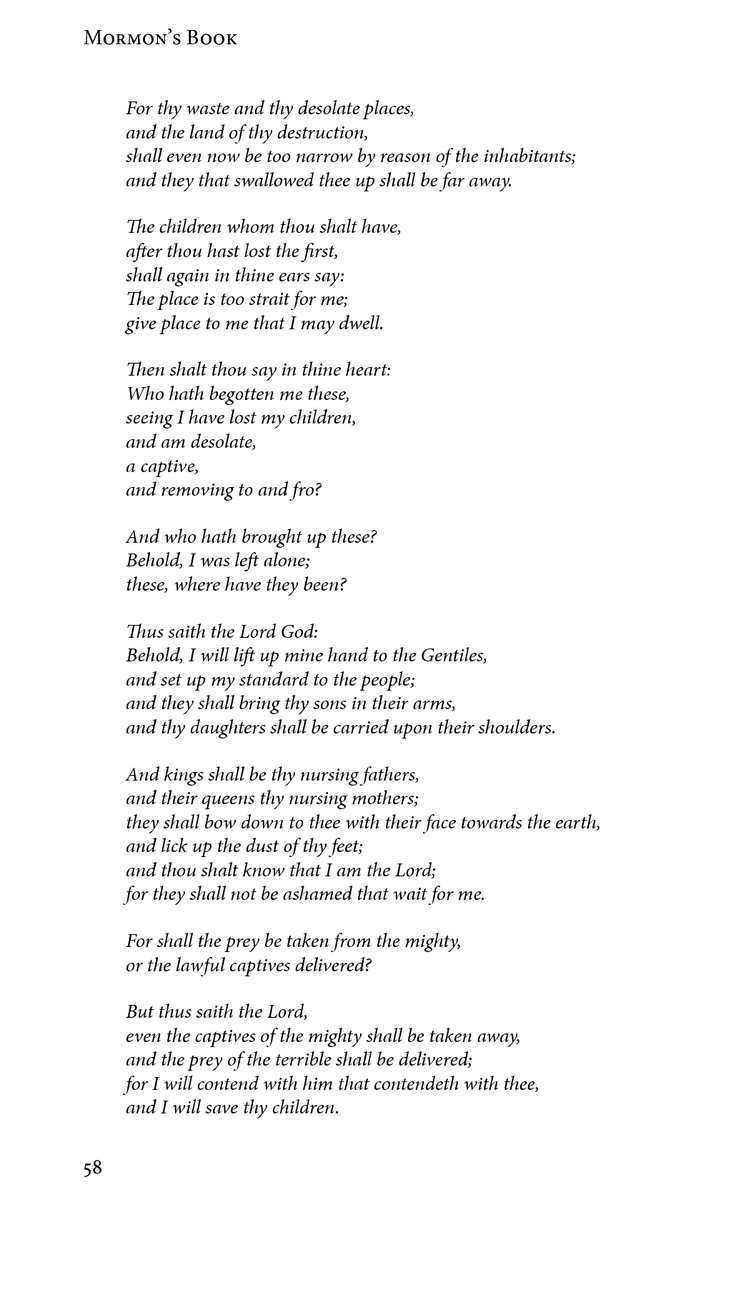 Mormon's Book
For thy waste and thy desolate places,
and the land of thy destruction,
shall even now be too narrow by reason of the inhabitants;
and they that swallowed thee up shall be far away.
The children whom thou shalt have,
after thou hast lost the first,
shall again in thine ears say:
The place is too strait for me;
give place to me that I may dwell.
Then shalt thou say in thine heart:
Who hath begotten me these,
seeing I have lost my children,
and am desolate,
a captive,
and removing to and fro?
And who hath brought up these?
Behold, I was left alone;
these, where have they been?
Thus saith the Lord God:
Behold, I will lift up mine hand to the Gentiles,
and set up my standard to the people;
and they shall bring thy sons in their arms,
and thy daughters shall be carried upon their shoulders.
And kings shall be thy nursing fathers,
and their queens thy nursing mothers;
they shall bow down to thee with their face towards the earth,
and lick up the dust of thy feet;
and thou shalt know that I am the Lord;
for they shall not be ashamed that wait for me.
For shall the prey be taken from the mighty,
or the lawful captives delivered?
But thus saith the Lord,
even the captives of the mighty shall be taken away,
and the prey of the terrible shall be delivered;
for I will contend with him that contendeth with thee,
and I will save thy children.
58